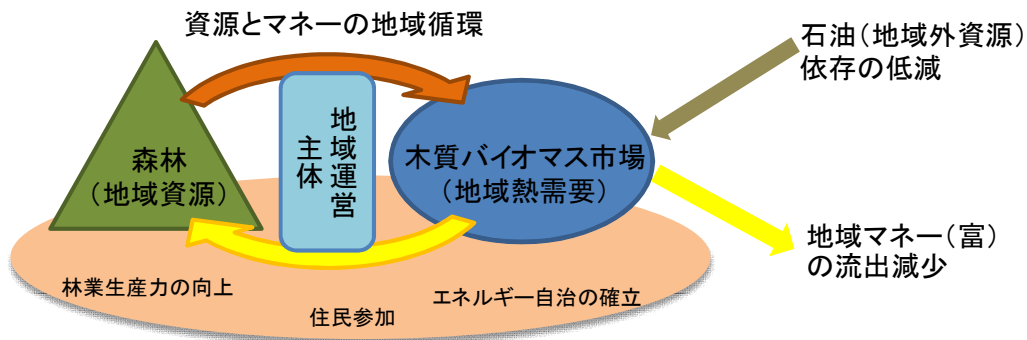 資源とマネーの地域循環
石油（地域外資源）
依存の低減
地域運営
主体
森林
（地域資源）
木質バイオマス市場
（地域熱需要）
地域マネー（富）
の流出減少
林業生産力の向上
エネルギー自治の確立
住民参加